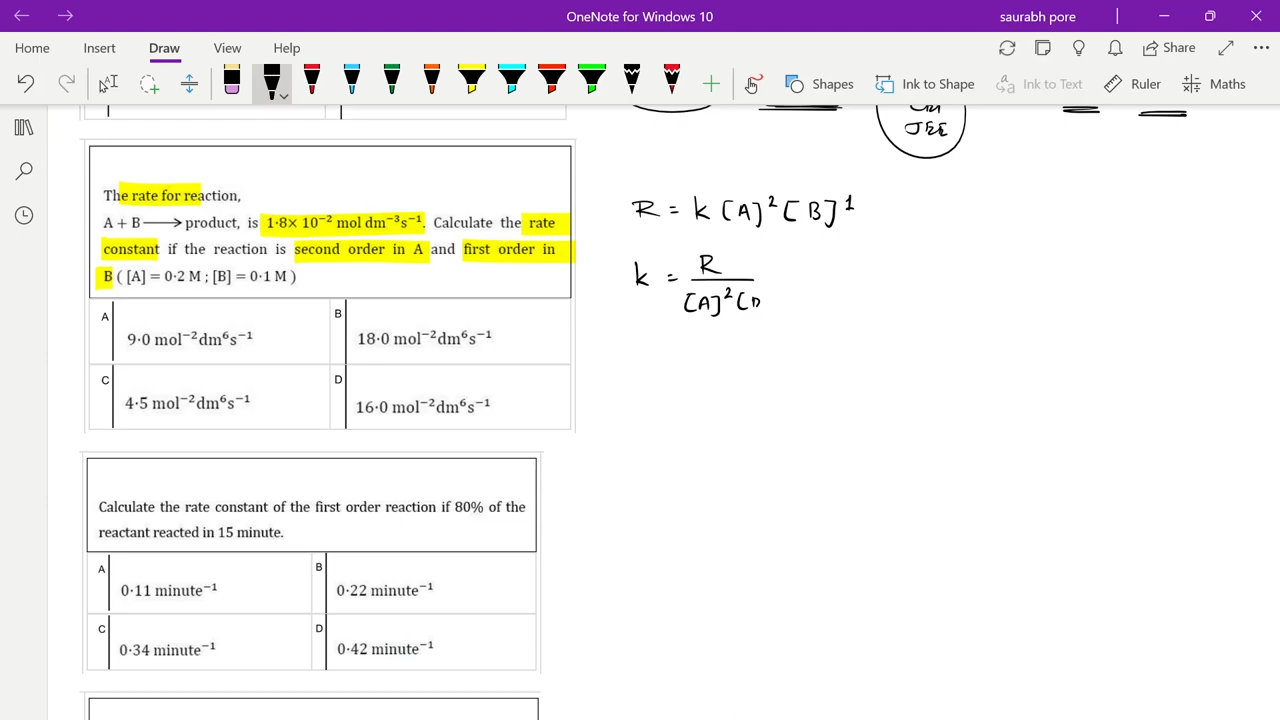 OneNote for Windows 10
saurabh pore
Home
Insert
Draw
View
Help
Share
Shapes
Ink to Shape
Ink to Text
Ruler
Maths
JEE
The rate for reaction,
A + B ⟶ product, is 1·8× 10⁻² mol dm⁻³s⁻¹. Calculate the rate
constant if the reaction is second order in A and first order in
B ( [A] = 0·2 M ; [B] = 0·1 M )
A
9·0 mol⁻²dm⁶s⁻¹
B
18·0 mol⁻²dm⁶s⁻¹
C
4·5 mol⁻²dm⁶s⁻¹
D
16·0 mol⁻²dm⁶s⁻¹
R = k [A]² [B]¹
k = R
[A]² [
Calculate the rate constant of the first order reaction if 80% of the
reactant reacted in 15 minute.
A
0·11 minute⁻¹
B
0·22 minute⁻¹
C
0·34 minute⁻¹
D
0·42 minute⁻¹